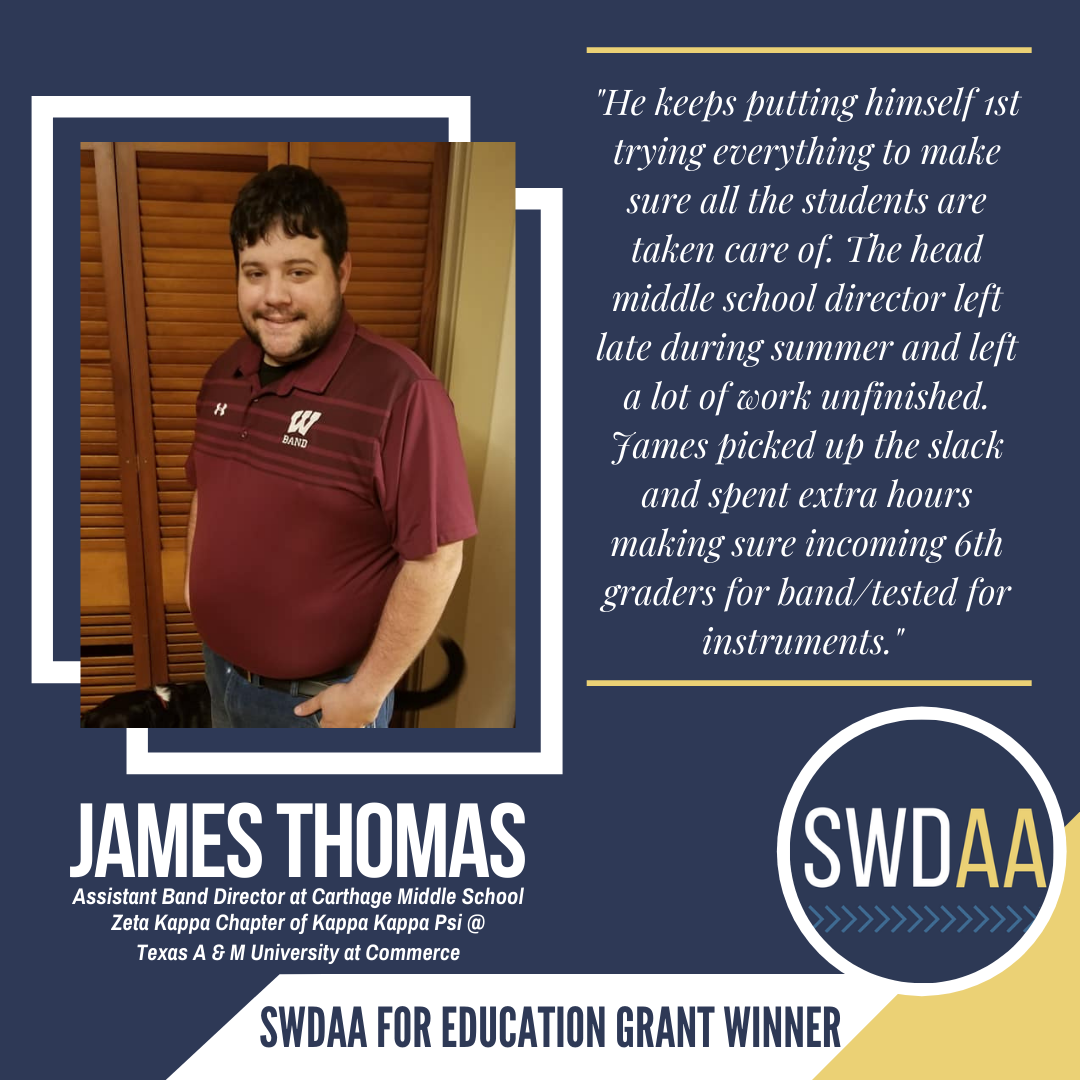 "He keeps putting himself 1st
trying everything to make
sure all the students are
taken care of. The head
middle school director left
late during summer and left
a lot of work unfinished.
James picked up the slack
and spent extra hours
making sure incoming 6th
graders for band/tested for
instruments."
W
BAND
JAMES THOMAS
Assistant Band Director at Carthage Middle School
Zeta Kappa Chapter of Kappa Kappa Psi @
Texas A & M University at Commerce
SWDAA
SWDAA FOR EDUCATION GRANT WINNER